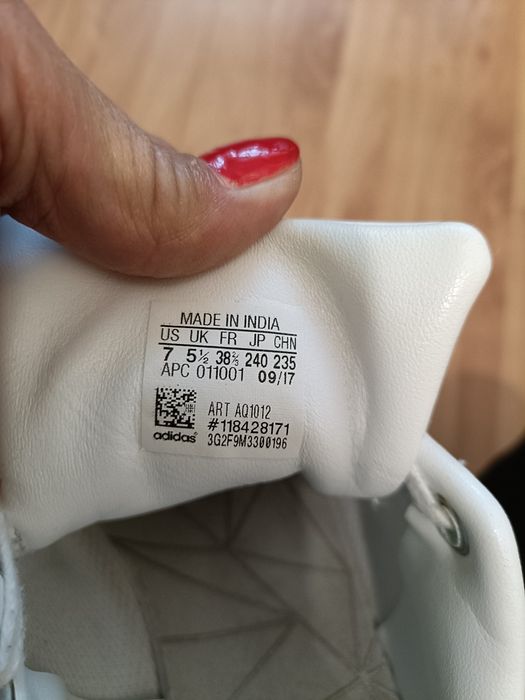 MADE IN INDIA
US UK FR JP CHN
7 5½ 38⅔ 240 235
APC 011001 09/17
ART AQ1012
#118428171
adidas® 3G2F9M3300196